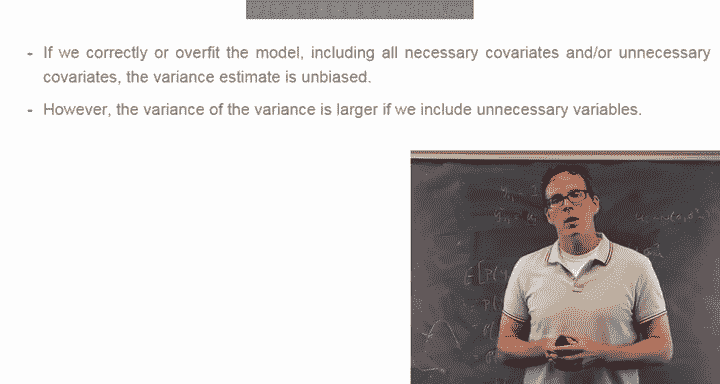 - If we correctly or overfit the model, including all necessary covariates and/or unnecessary
covariates, the variance estimate is unbiased.
- However, the variance of the variance is larger if we include unnecessary variables.